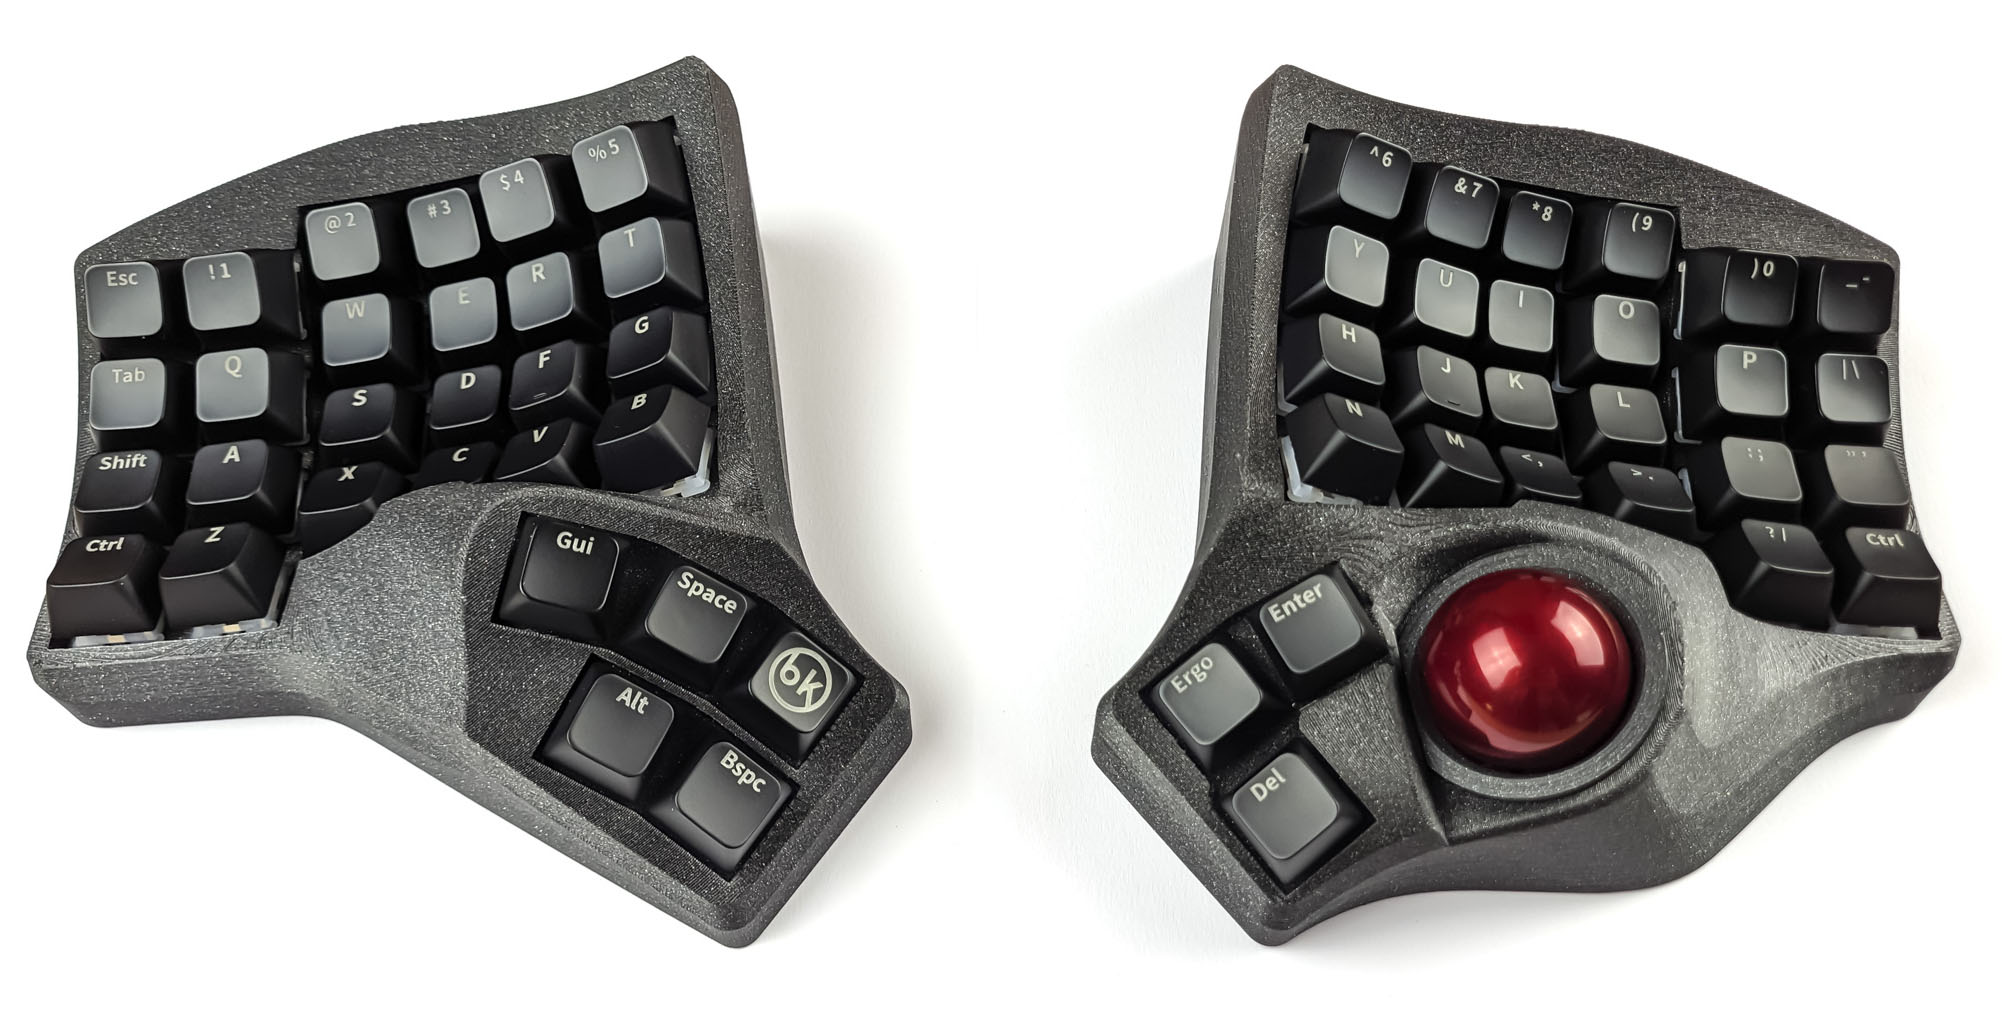 Esc !1 @2 #3 $4 %5
Tab Q W E R T
Shift A S D F G
Ctrl Z X C V B
Gui Space bk
Alt Bspc
^6 &7 *8 (9 )0 _-
Y U I O P |\
H J K L :; "'
N M <, >. ?/ Ctrl
Enter
Ergo
Del